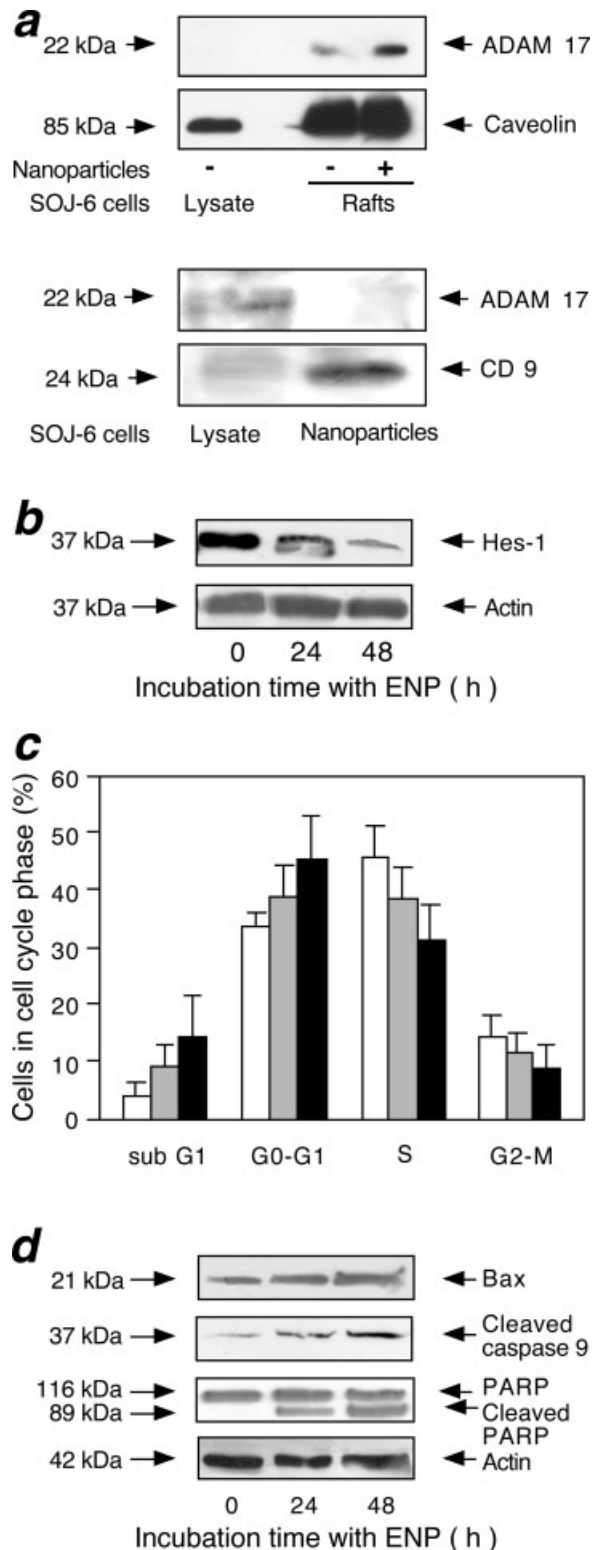 a
22 kDa ADAM 17
85 kDa Caveolin
Nanoparticles - - +
SOJ-6 cells Lysate Rafts
22 kDa ADAM 17
24 kDa CD 9
SOJ-6 cells Lysate Nanoparticles
b
37 kDa Hes-1
37 kDa Actin
0 24 48
Incubation time with ENP ( h )
c
Cells in cell cycle phase (%)
60
50
40
30
20
10
0
sub G1 G0-G1 S G2-M
d
21 kDa Bax
37 kDa Cleaved
caspase 9
116 kDa PARP
89 kDa Cleaved
PARP
42 kDa Actin
0 24 48
Incubation time with ENP ( h )